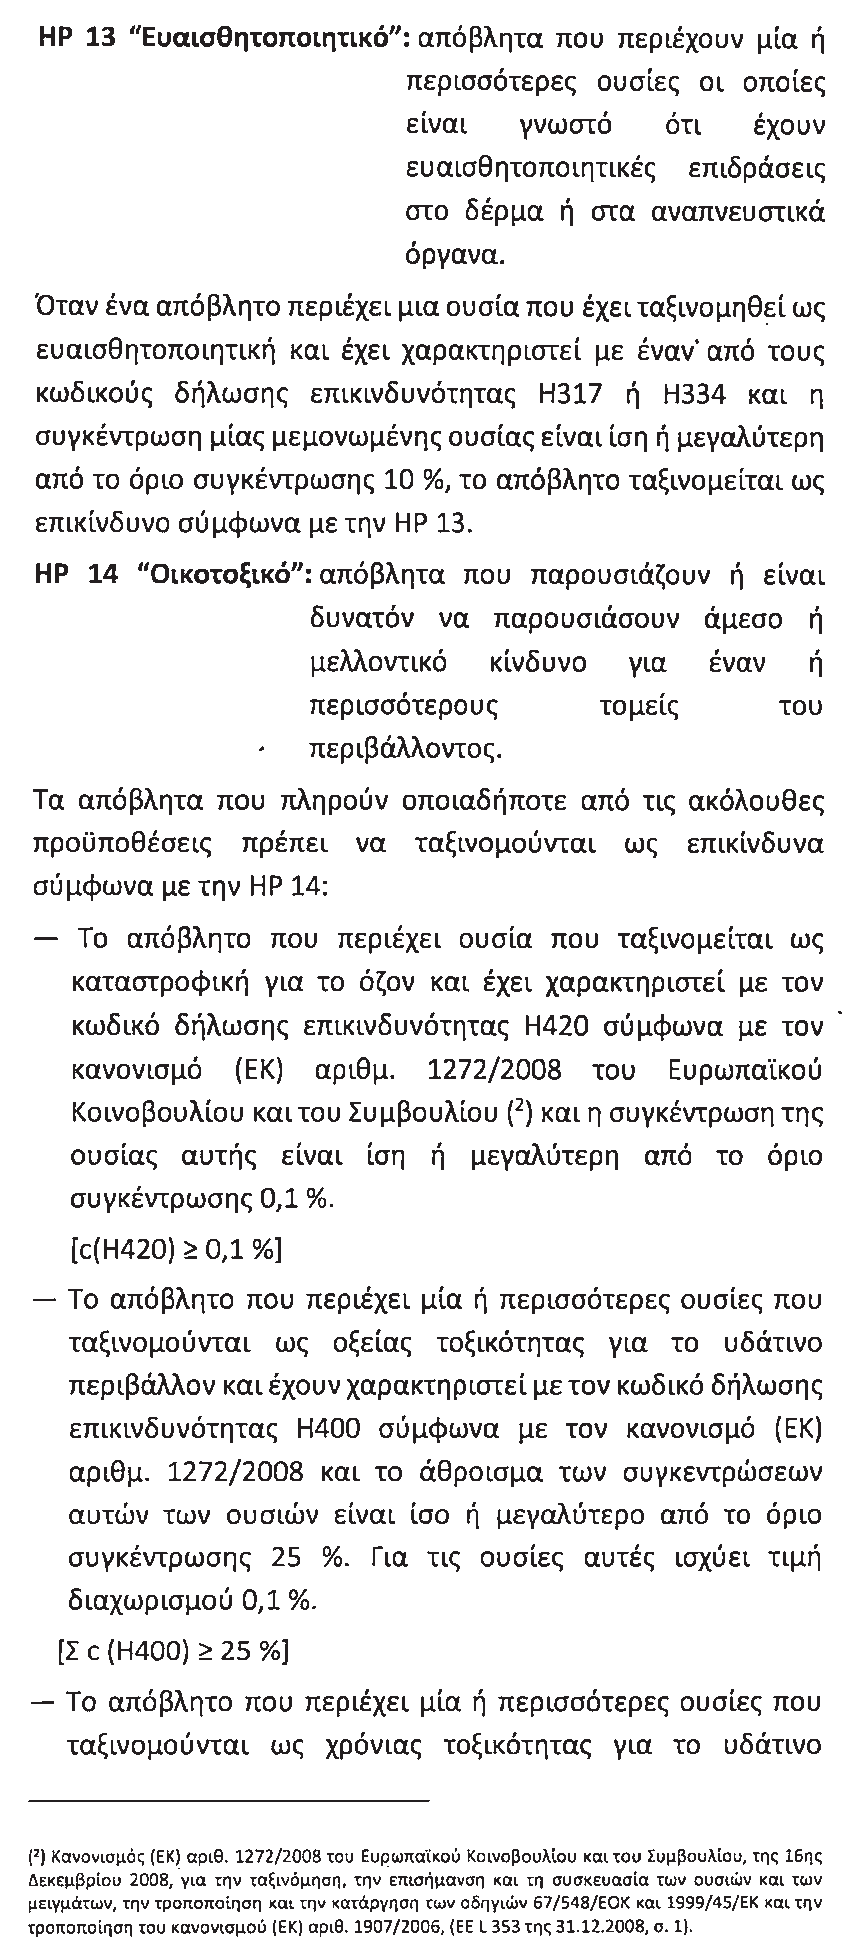 HP 13 "Ευαισθητοποιητικό": απόβλητα που περιέχουν μία ή
περισσότερες ουσίες οι οποίες
είναι γνωστό ότι έχουν
ευαισθητοποιητικές επιδράσεις
στο δέρμα ή στα αναπνευστικά
όργανα.
Όταν ένα απόβλητο περιέχει μια ουσία που έχει ταξινομηθεί ως
ευαισθητοποιητική και έχει χαρακτηριστεί με έναν από τους
κωδικούς δήλωσης επικινδυνότητας H317 ή H334 και η
συγκέντρωση μίας μεμονωμένης ουσίας είναι ίση ή μεγαλύτερη
από το όριο συγκέντρωσης 10 %, το απόβλητο ταξινομείται ως
επικίνδυνο σύμφωνα με την HP 13.
HP 14 "Οικοτοξικό": απόβλητα που παρουσιάζουν ή είναι
δυνατόν να παρουσιάσουν άμεσο ή
μελλοντικό κίνδυνο για έναν ή
περισσότερους τομείς του
περιβάλλοντος.
Τα απόβλητα που πληρούν οποιαδήποτε από τις ακόλουθες
προϋποθέσεις πρέπει να ταξινομούνται ως επικίνδυνα
σύμφωνα με την HP 14:
— Το απόβλητο που περιέχει ουσία που ταξινομείται ως
καταστροφική για το όζον και έχει χαρακτηριστεί με τον
κωδικό δήλωσης επικινδυνότητας H420 σύμφωνα με τον
κανονισμό (ΕΚ) αριθμ. 1272/2008 του Ευρωπαϊκού
Κοινοβουλίου και του Συμβουλίου (²) και η συγκέντρωση της
ουσίας αυτής είναι ίση ή μεγαλύτερη από το όριο
συγκέντρωσης 0,1 %.
[c(H420) ≥ 0,1 %]
— Το απόβλητο που περιέχει μία ή περισσότερες ουσίες που
ταξινομούνται ως οξείας τοξικότητας για το υδάτινο
περιβάλλον και έχουν χαρακτηριστεί με τον κωδικό δήλωσης
επικινδυνότητας H400 σύμφωνα με τον κανονισμό (ΕΚ)
αριθμ. 1272/2008 και το άθροισμα των συγκεντρώσεων
αυτών των ουσιών είναι ίσο ή μεγαλύτερο από το όριο
συγκέντρωσης 25 %. Για τις ουσίες αυτές ισχύει τιμή
διαχωρισμού 0,1 %.
[Σ c (H400) ≥ 25 %]
— Το απόβλητο που περιέχει μία ή περισσότερες ουσίες που
ταξινομούνται ως χρόνιας τοξικότητας για το υδάτινο
(²) Κανονισμός (ΕΚ) αριθ. 1272/2008 του Ευρωπαϊκού Κοινοβουλίου και του Συμβουλίου, της 16ης
Δεκεμβρίου 2008, για την ταξινόμηση, την επισήμανση και τη συσκευασία των ουσιών και των
μειγμάτων, την τροποποίηση και την κατάργηση των οδηγιών 67/548/ΕΟΚ και 1999/45/ΕΚ και την
τροποποίηση του κανονισμού (ΕΚ) αριθ. 1907/2006, (ΕΕ L 353 της 31.12.2008, σ. 1).